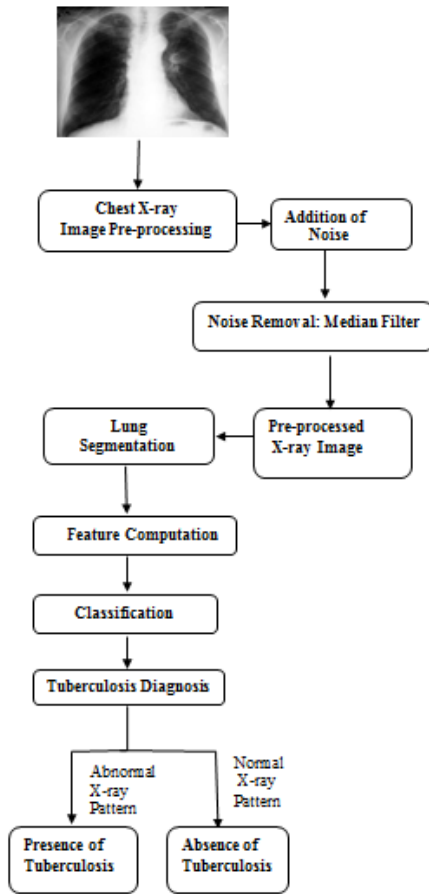 Chest X-ray
Image Pre-processing
Addition of
Noise
Noise Removal: Median Filter
Pre-processed
X-ray Image
Lung
Segmentation
Feature Computation
Classification
Tuberculosis Diagnosis
Abnormal
X-ray
Pattern
Normal
X-ray
Pattern
Presence of
Tuberculosis
Absence of
Tuberculosis